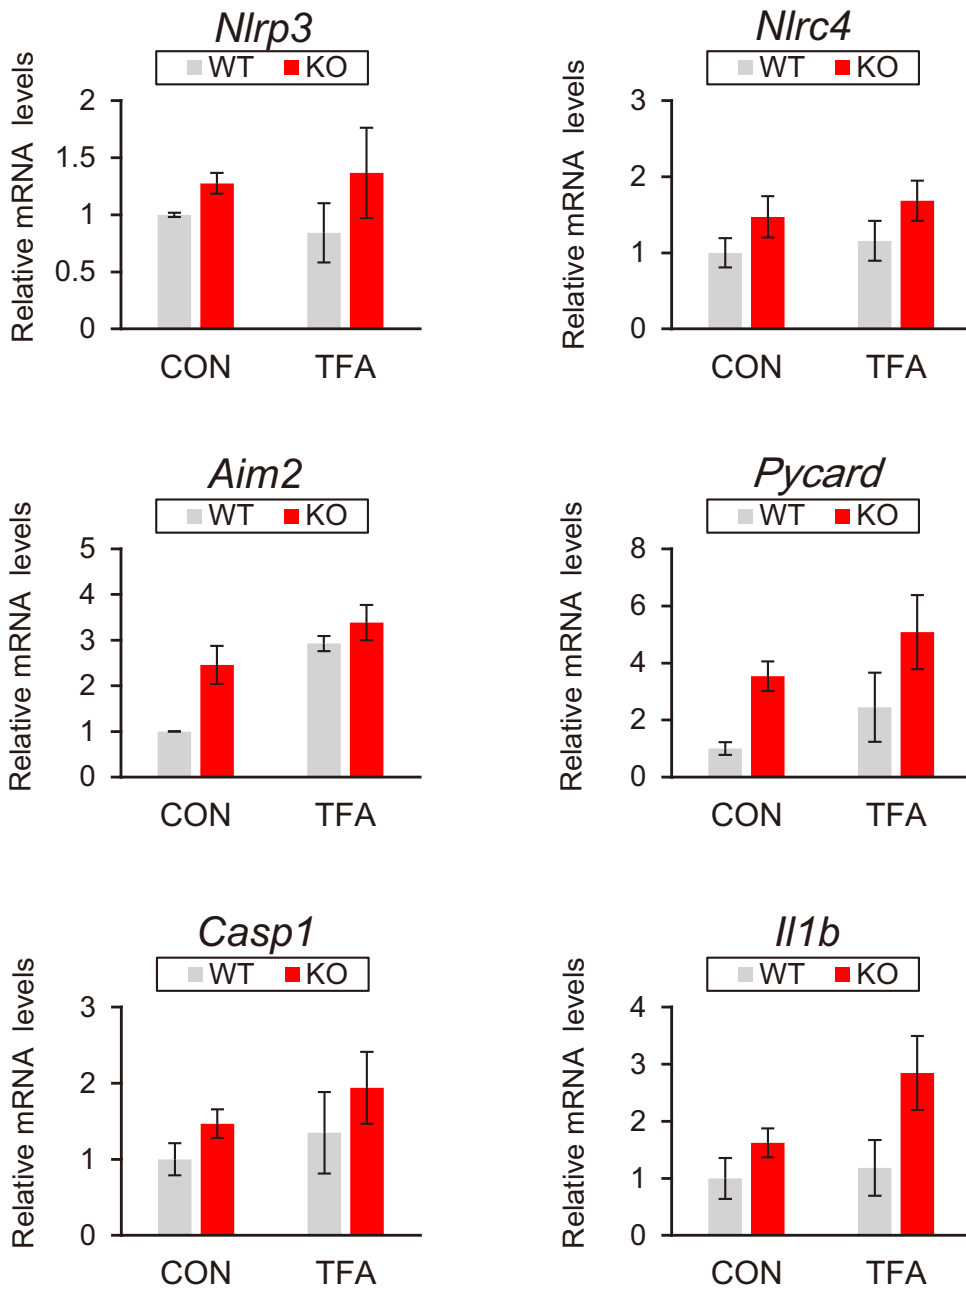 Nlrp3
WT KO
Relative mRNA levels
2
1.5
1
0.5
0
CON TFA
Nlrc4
WT KO
Relative mRNA levels
3
2
1
0
CON TFA
Aim2
WT KO
Relative mRNA levels
5
4
3
2
1
0
CON TFA
Pycard
WT KO
Relative mRNA levels
8
6
4
2
0
CON TFA
Casp1
WT KO
Relative mRNA levels
3
2
1
0
CON TFA
Il1b
WT KO
Relative mRNA levels
4
3
2
1
0
CON TFA